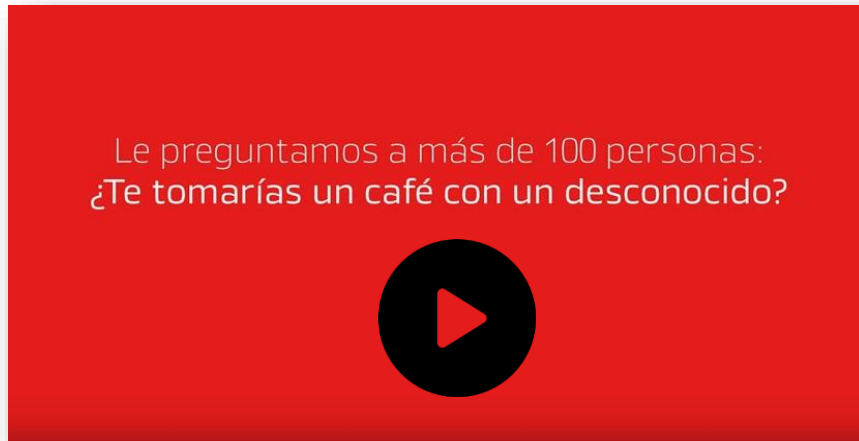 Le preguntamos a más de 100 personas:
¿Te tomarías un café con un desconocido?